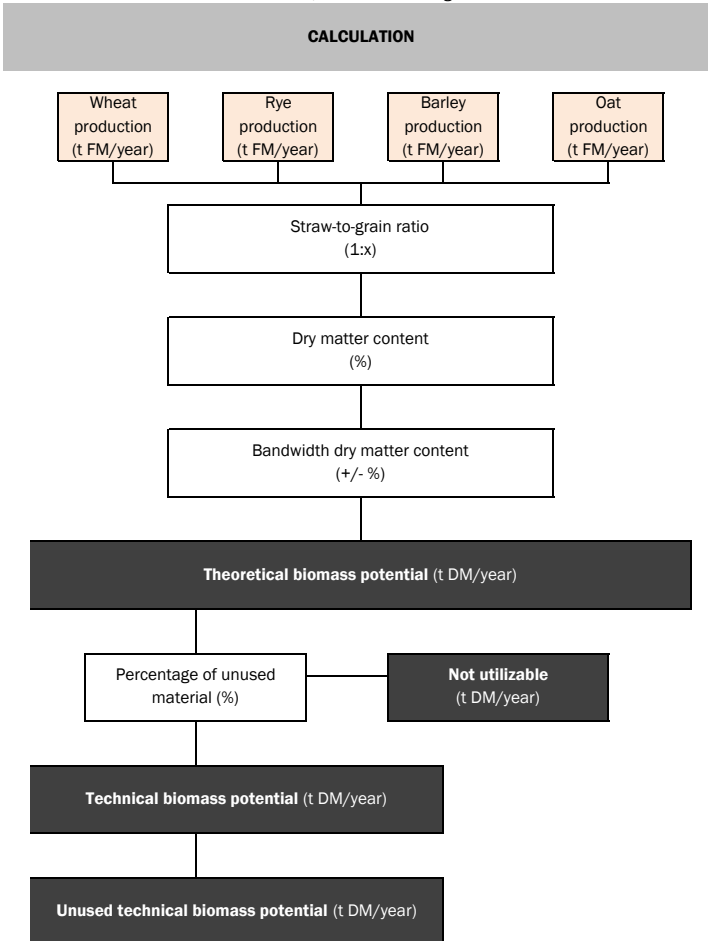 CALCULATION
Wheat
production
(t FM/year)
Rye
production
(t FM/year)
Barley
production
(t FM/year)
Oat
production
(t FM/year)
Straw-to-grain ratio
(1:x)
Dry matter content
(%)
Bandwidth dry matter content
(+/- %)
Theoretical biomass potential (t DM/year)
Percentage of unused
material (%)
Not utilizable
(t DM/year)
Technical biomass potential (t DM/year)
Unused technical biomass potential (t DM/year)